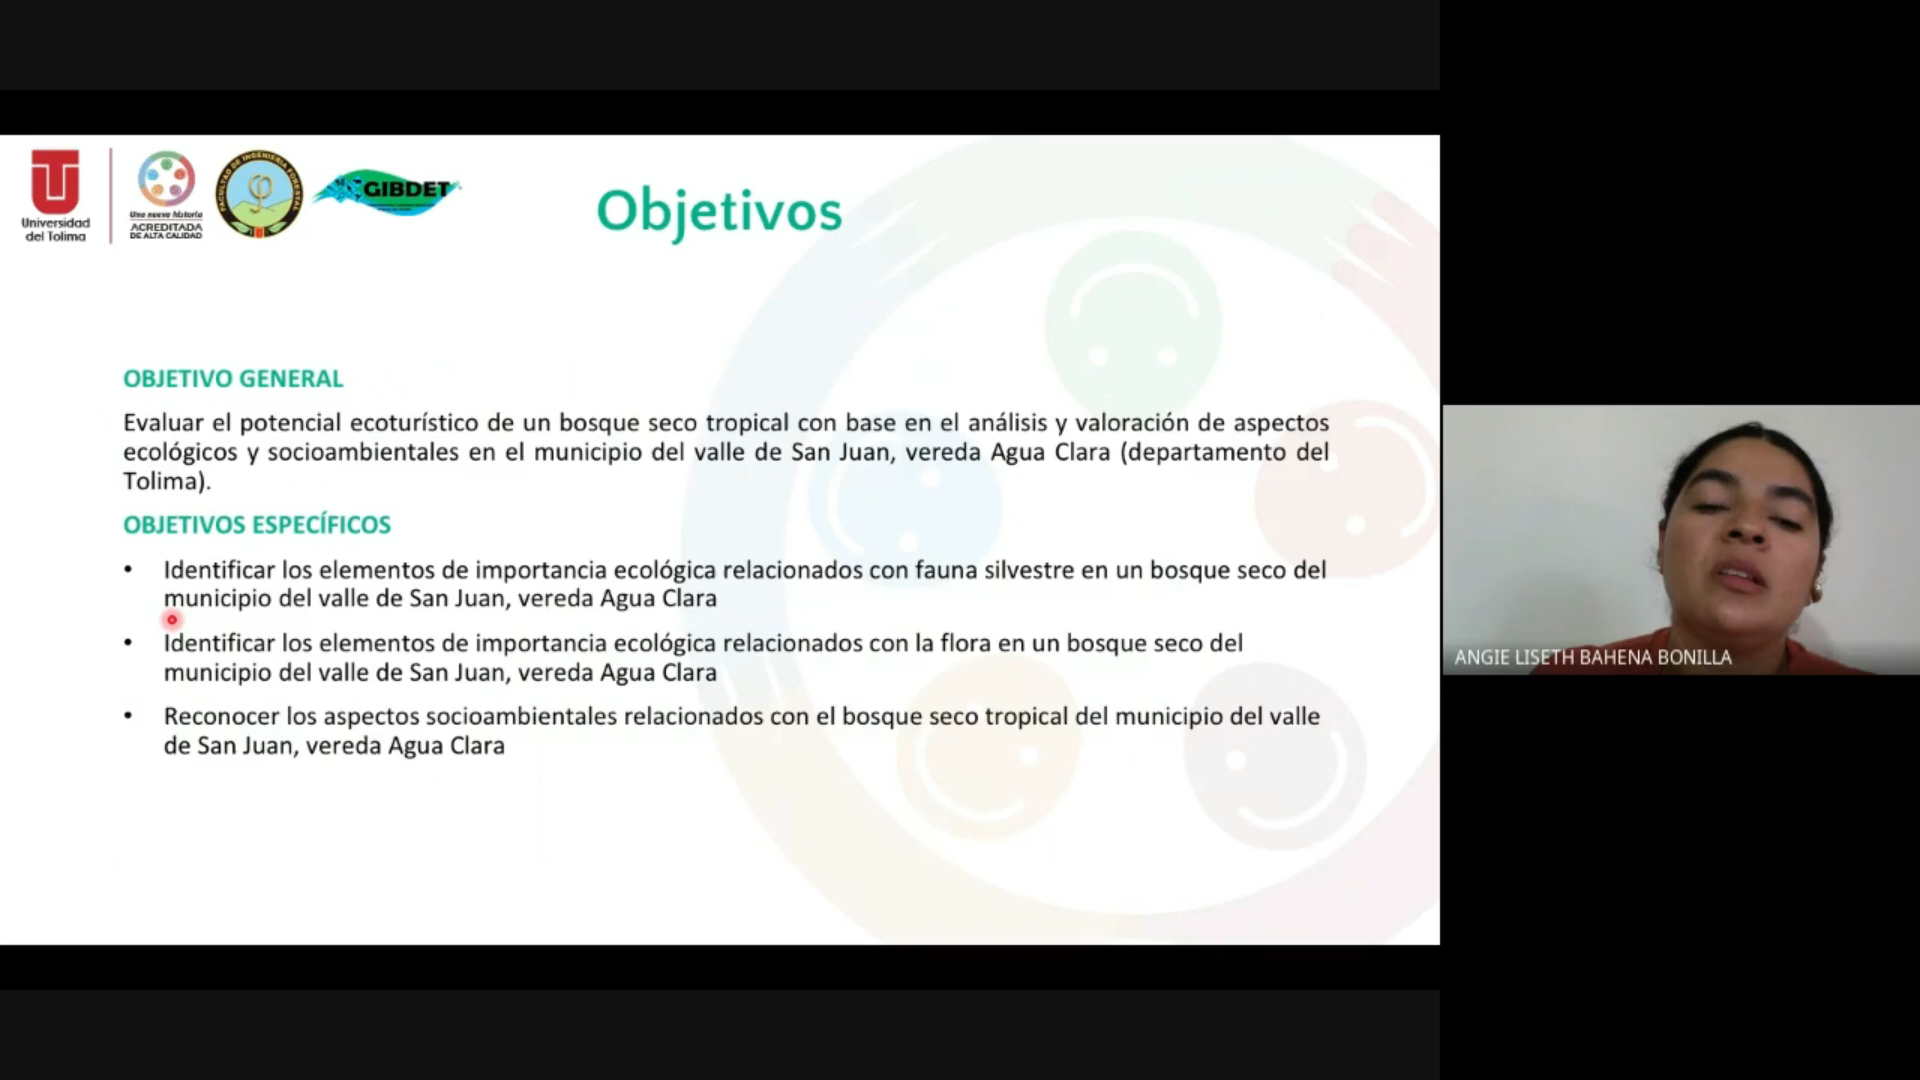 Universidad
del Tolima
Una nueva historia
ACREDITADA
DE ALTA CALIDAD
FACULTAD DE INGENIERIA FORESTAL
GIBDET
Objetivos
OBJETIVO GENERAL
Evaluar el potencial ecoturístico de un bosque seco tropical con base en el análisis y valoración de aspectos
ecológicos y socioambientales en el municipio del valle de San Juan, vereda Agua Clara (departamento del
Tolima).
OBJETIVOS ESPECÍFICOS
• Identificar los elementos de importancia ecológica relacionados con fauna silvestre en un bosque seco del
municipio del valle de San Juan, vereda Agua Clara
• Identificar los elementos de importancia ecológica relacionados con la flora en un bosque seco del
municipio del valle de San Juan, vereda Agua Clara
• Reconocer los aspectos socioambientales relacionados con el bosque seco tropical del municipio del valle
de San Juan, vereda Agua Clara
ANGIE LISETH BAHENA BONILLA